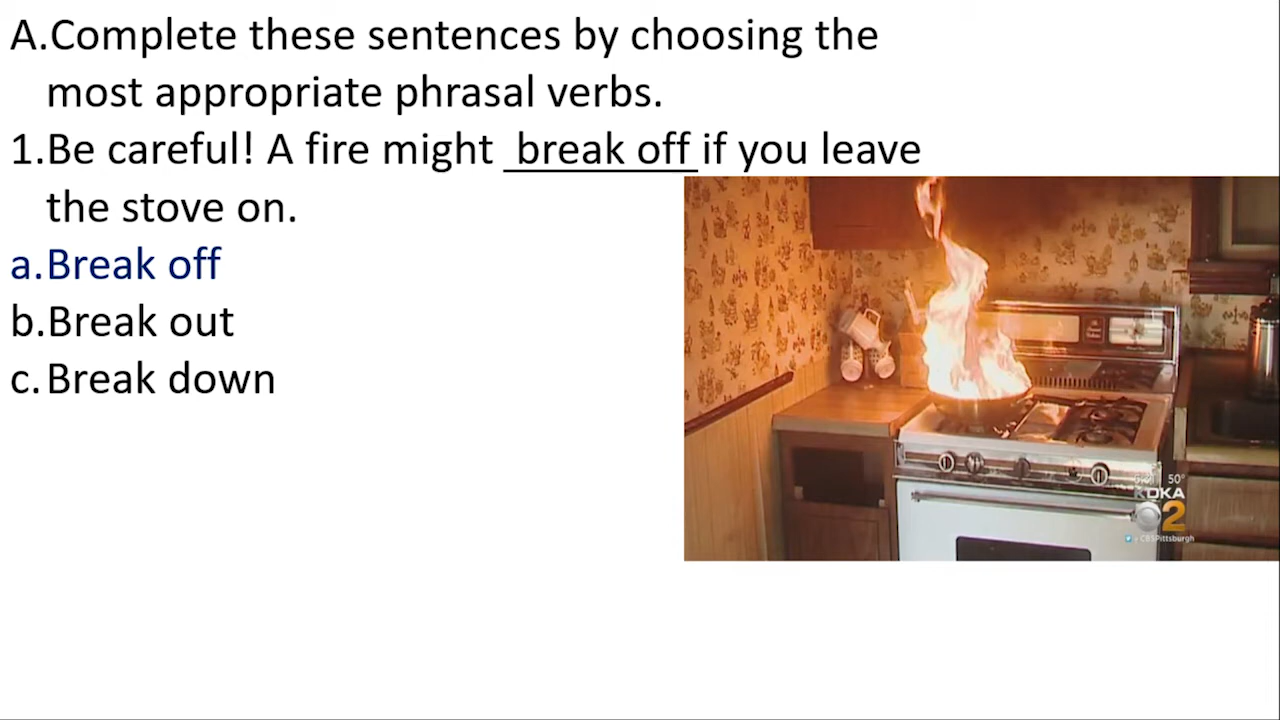 A.Complete these sentences by choosing the
most appropriate phrasal verbs.
1.Be careful! A fire might break off if you leave
the stove on.
a.Break off
b.Break out
c.Break down
50°
KDKA
2
CBSPittsburgh